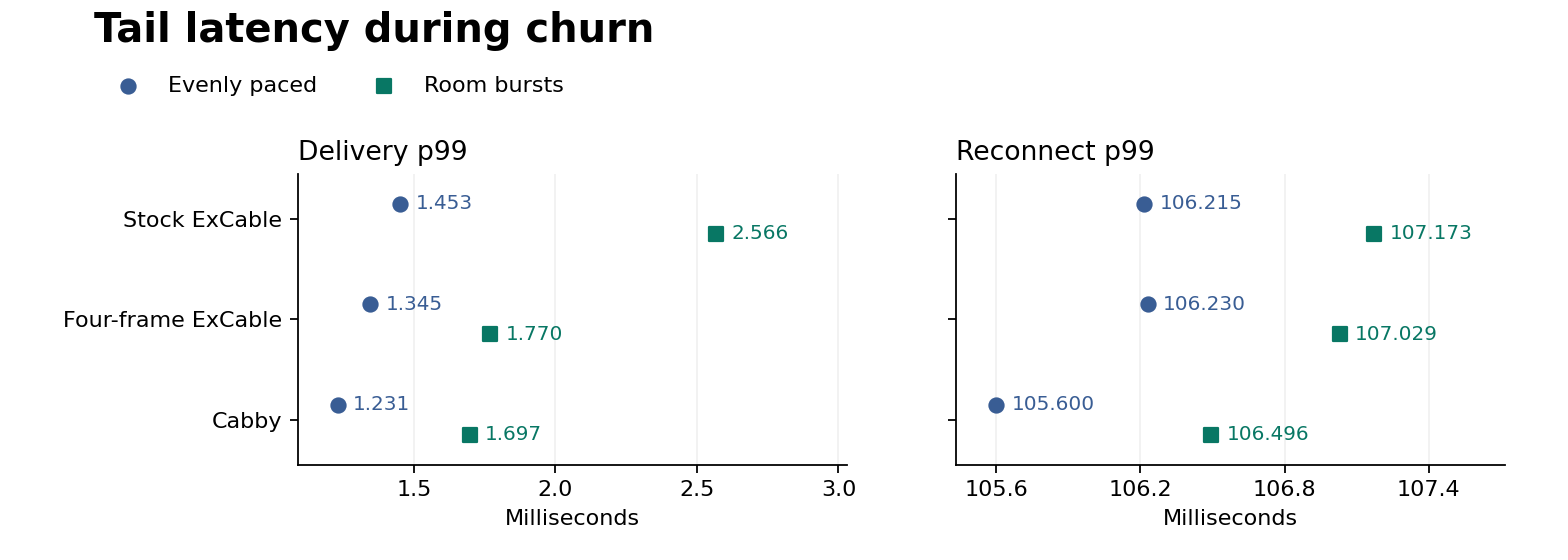 Tail latency during churn
Evenly paced
Room bursts
Delivery p99
Stock ExCable
1.453
2.566
Four-frame ExCable
1.345
1.770
Cabby
1.231
1.697
1.5 2.0 2.5 3.0
Milliseconds
Reconnect p99
106.215
107.173
106.230
107.029
105.600
106.496
105.6 106.2 106.8 107.4
Milliseconds